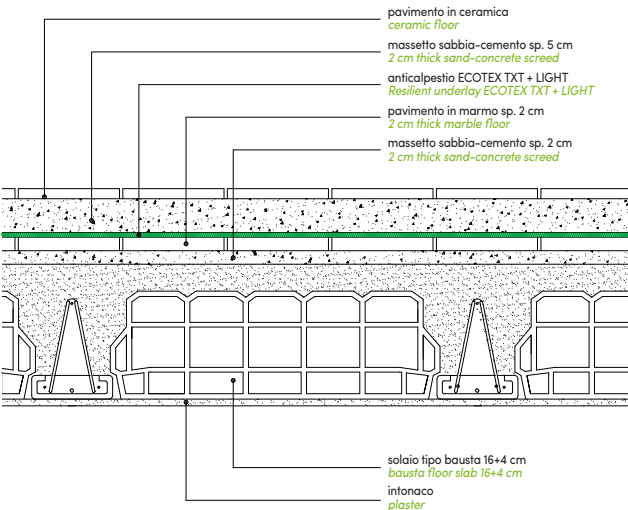 pavimento in ceramica
ceramic floor
massetto sabbia-cemento sp. 5 cm
2 cm thick sand-concrete screed
anticalpestio ECOTEX TXT + LIGHT
Resilient underlay ECOTEX TXT + LIGHT
pavimento in marmo sp. 2 cm
2 cm thick marble floor
massetto sabbia-cemento sp. 2 cm
2 cm thick sand-concrete screed
solaio tipo bausta 16+4 cm
bausta floor slab 16+4 cm
intonaco
plaster